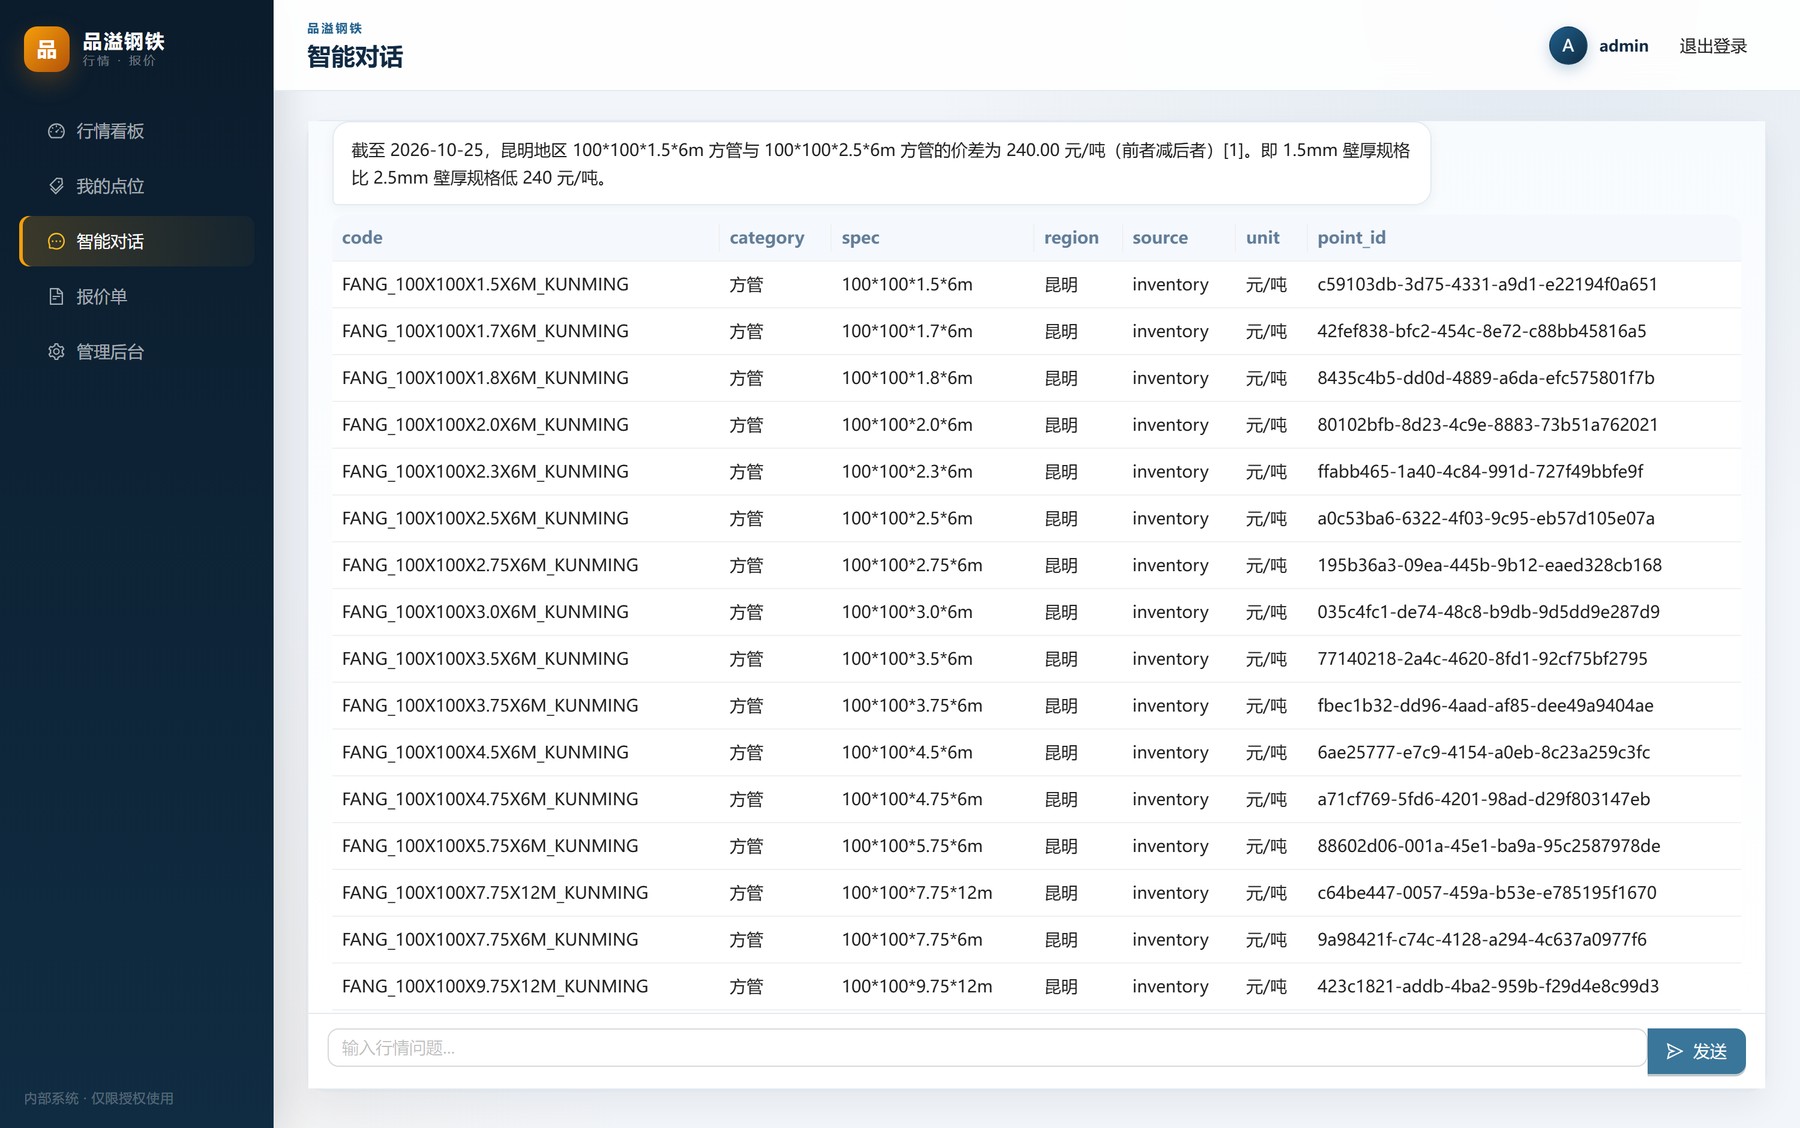 品
品溢钢铁
行情 · 报价
行情看板
我的点位
智能对话
报价单
管理后台
内部系统 · 仅限授权使用
品溢钢铁
智能对话
A admin 退出登录
截至 2026-10-25，昆明地区 100*100*1.5*6m 方管与 100*100*2.5*6m 方管的价差为 240.00 元/吨（前者减后者）[1]。即 1.5mm 壁厚规格
比 2.5mm 壁厚规格低 240 元/吨。
code category spec region source unit point_id
FANG_100X100X1.5X6M_KUNMING 方管 100*100*1.5*6m 昆明 inventory 元/吨 c59103db-3d75-4331-a9d1-e22194f0a651
FANG_100X100X1.7X6M_KUNMING 方管 100*100*1.7*6m 昆明 inventory 元/吨 42fef838-bfc2-454c-8e72-c88bb45816a5
FANG_100X100X1.8X6M_KUNMING 方管 100*100*1.8*6m 昆明 inventory 元/吨 8435c4b5-dd0d-4889-a6da-efc575801f7b
FANG_100X100X2.0X6M_KUNMING 方管 100*100*2.0*6m 昆明 inventory 元/吨 80102bfb-8d23-4c9e-8883-73b51a762021
FANG_100X100X2.3X6M_KUNMING 方管 100*100*2.3*6m 昆明 inventory 元/吨 ffabb465-1a40-4c84-991d-727f49bbfe9f
FANG_100X100X2.5X6M_KUNMING 方管 100*100*2.5*6m 昆明 inventory 元/吨 a0c53ba6-6322-4f03-9c95-eb57d105e07a
FANG_100X100X2.75X6M_KUNMING 方管 100*100*2.75*6m 昆明 inventory 元/吨 195b36a3-09ea-445b-9b12-eaed328cb168
FANG_100X100X3.0X6M_KUNMING 方管 100*100*3.0*6m 昆明 inventory 元/吨 035c4fc1-de74-48c8-b9db-9d5dd9e287d9
FANG_100X100X3.5X6M_KUNMING 方管 100*100*3.5*6m 昆明 inventory 元/吨 77140218-2a4c-4620-8fd1-92cf75bf2795
FANG_100X100X3.75X6M_KUNMING 方管 100*100*3.75*6m 昆明 inventory 元/吨 fbec1b32-dd96-4aad-af85-dee49a9404ae
FANG_100X100X4.5X6M_KUNMING 方管 100*100*4.5*6m 昆明 inventory 元/吨 6ae25777-e7c9-4154-a0eb-8c23a259c3fc
FANG_100X100X4.75X6M_KUNMING 方管 100*100*4.75*6m 昆明 inventory 元/吨 a71cf769-5fd6-4201-98ad-d29f803147eb
FANG_100X100X5.75X6M_KUNMING 方管 100*100*5.75*6m 昆明 inventory 元/吨 88602d06-001a-45e1-ba9a-95c2587978de
FANG_100X100X7.75X12M_KUNMING 方管 100*100*7.75*12m 昆明 inventory 元/吨 c64be447-0057-459a-b53e-e785195f1670
FANG_100X100X7.75X6M_KUNMING 方管 100*100*7.75*6m 昆明 inventory 元/吨 9a98421f-c74c-4128-a294-4c637a0977f6
FANG_100X100X9.75X12M_KUNMING 方管 100*100*9.75*12m 昆明 inventory 元/吨 423c1821-addb-4ba2-959b-f29d4e8c99d3
输入行情问题... 发送